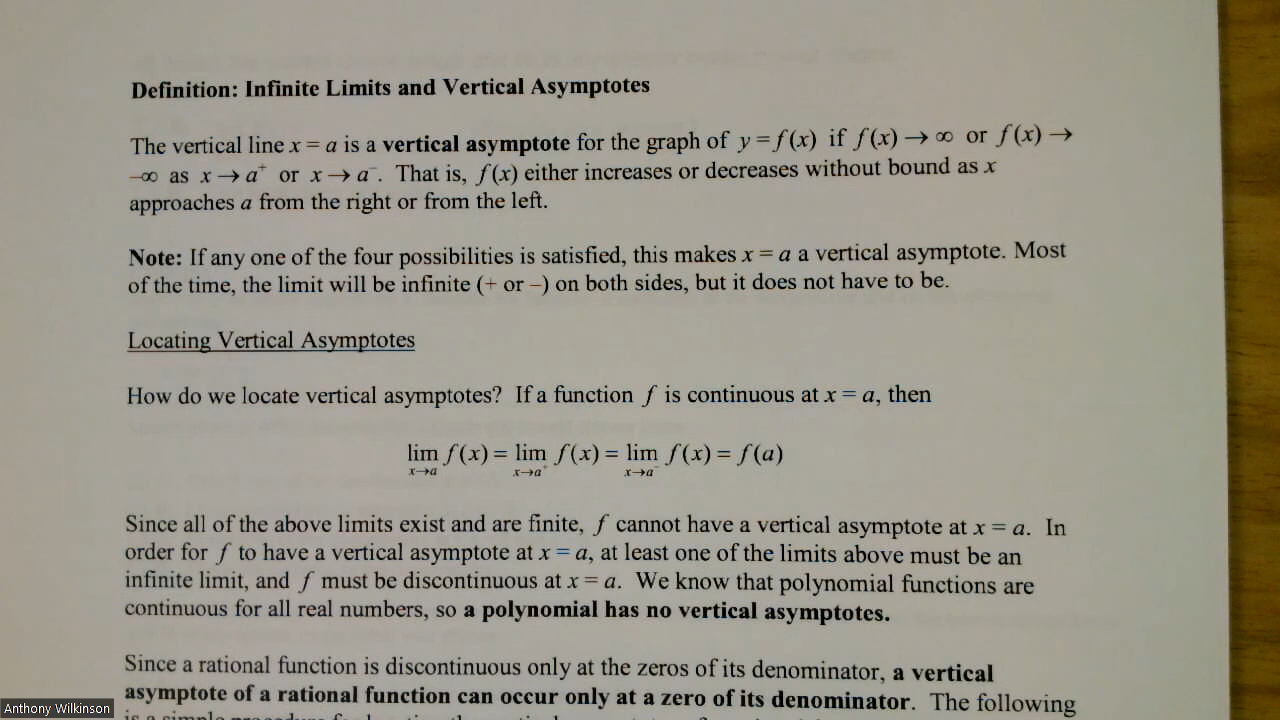 Definition: Infinite Limits and Vertical Asymptotes
The vertical line x = a is a vertical asymptote for the graph of y = f(x) if f(x) → ∞ or f(x) →
–∞ as x → a⁺ or x → a⁻. That is, f(x) either increases or decreases without bound as x
approaches a from the right or from the left.
Note: If any one of the four possibilities is satisfied, this makes x = a a vertical asymptote. Most
of the time, the limit will be infinite (+ or –) on both sides, but it does not have to be.
Locating Vertical Asymptotes
How do we locate vertical asymptotes? If a function f is continuous at x = a, then
lim f(x) = lim f(x) = lim f(x) = f(a)
x→a x→a⁺ x→a⁻
Since all of the above limits exist and are finite, f cannot have a vertical asymptote at x = a. In
order for f to have a vertical asymptote at x = a, at least one of the limits above must be an
infinite limit, and f must be discontinuous at x = a. We know that polynomial functions are
continuous for all real numbers, so a polynomial has no vertical asymptotes.
Since a rational function is discontinuous only at the zeros of its denominator, a vertical
asymptote of a rational function can occur only at a zero of its denominator. The following
Anthony Wilkinson